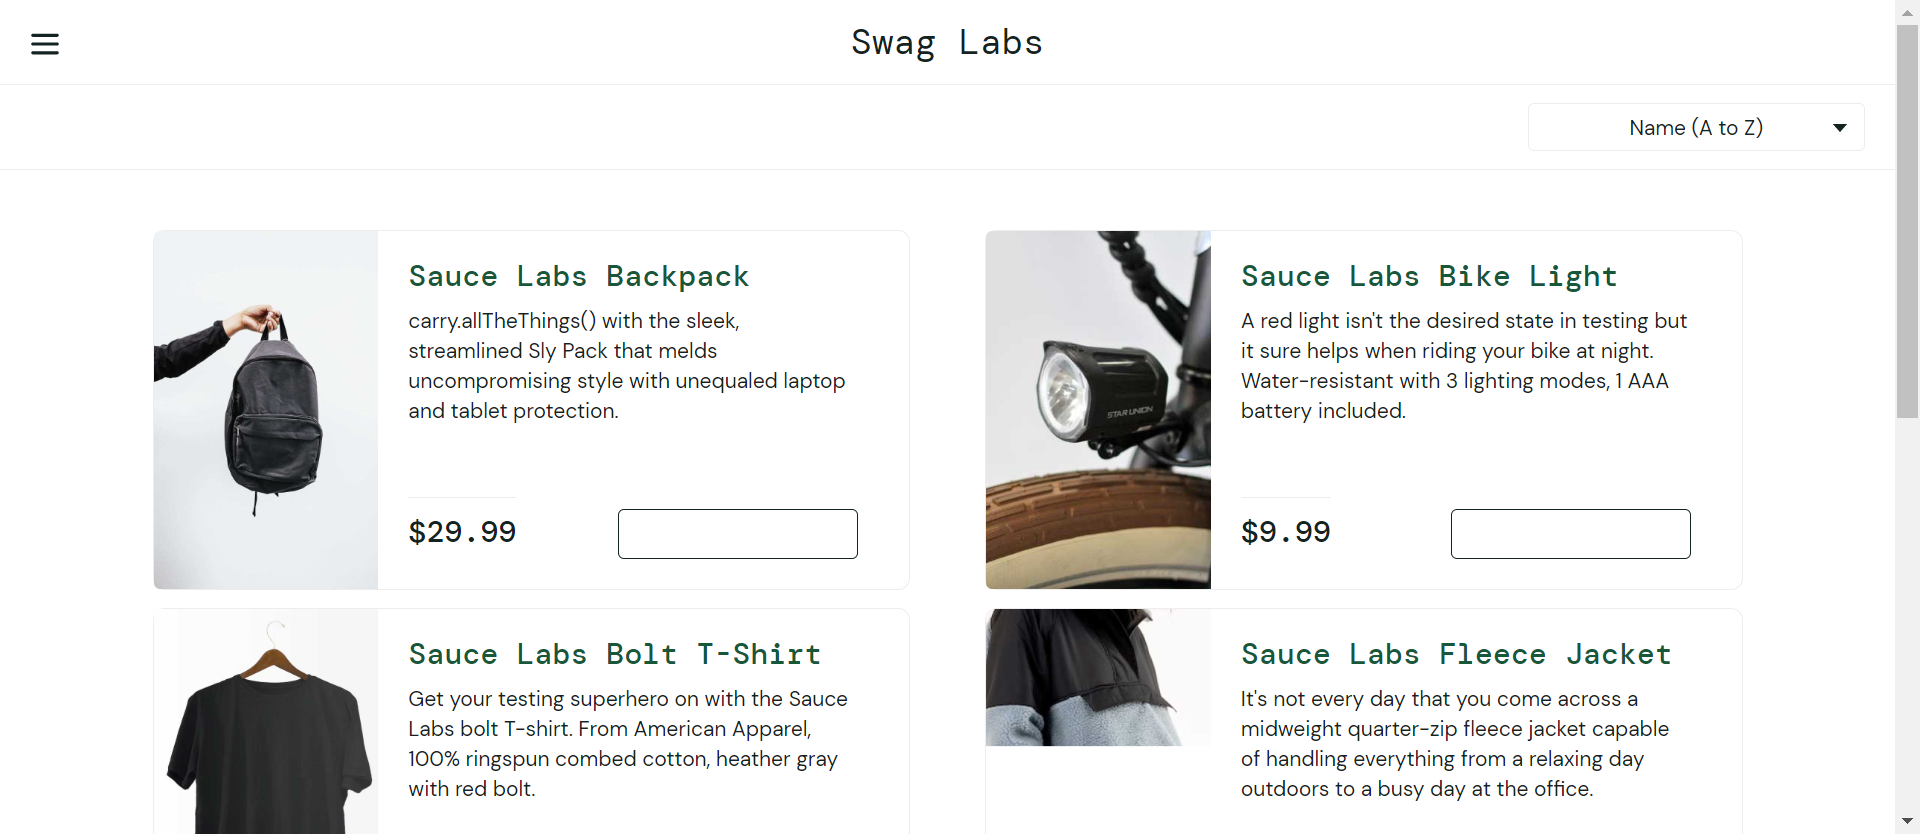 Swag Labs
Name (A to Z)
Sauce Labs Backpack
carry.allTheThings() with the sleek,
streamlined Sly Pack that melds
uncompromising style with unequaled laptop
and tablet protection.
$29.99
Sauce Labs Bike Light
A red light isn't the desired state in testing but
it sure helps when riding your bike at night.
Water-resistant with 3 lighting modes, 1 AAA
battery included.
STAR UNION
$9.99
Sauce Labs Bolt T-Shirt
Get your testing superhero on with the Sauce
Labs bolt T-shirt. From American Apparel,
100% ringspun combed cotton, heather gray
with red bolt.
Sauce Labs Fleece Jacket
It's not every day that you come across a
midweight quarter-zip fleece jacket capable
of handling everything from a relaxing day
outdoors to a busy day at the office.